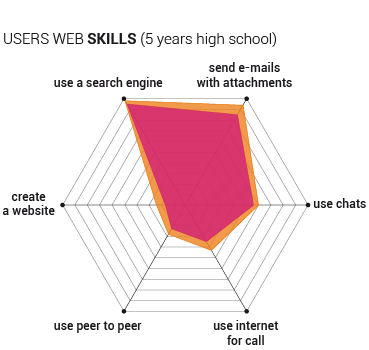 USERS WEB SKILLS (5 years high school)
send e-mails
use a search engine
with attachments
create
a website
use chats
use peer to peer
use internet
for call